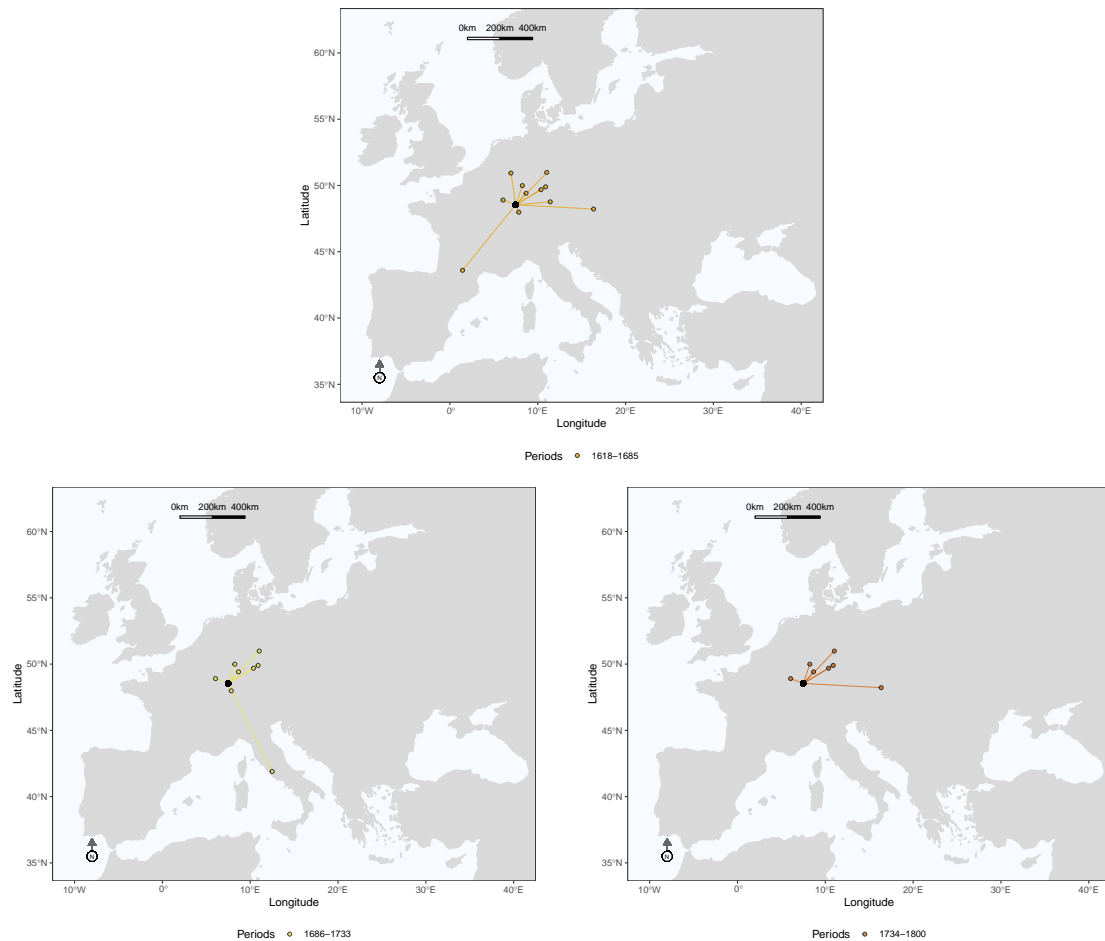 0km 200km 400km
60°N
55°N
50°N
45°N
40°N
35°N
Latitude
N
10°W 0° 10°E 20°E 30°E 40°E
Longitude
Periods 1618–1685
0km 200km 400km
60°N
55°N
50°N
45°N
40°N
35°N
Latitude
N
10°W 0° 10°E 20°E 30°E 40°E
Longitude
Periods 1686–1733
0km 200km 400km
60°N
55°N
50°N
45°N
40°N
35°N
Latitude
N
10°W 0° 10°E 20°E 30°E 40°E
Longitude
Periods 1734–1800